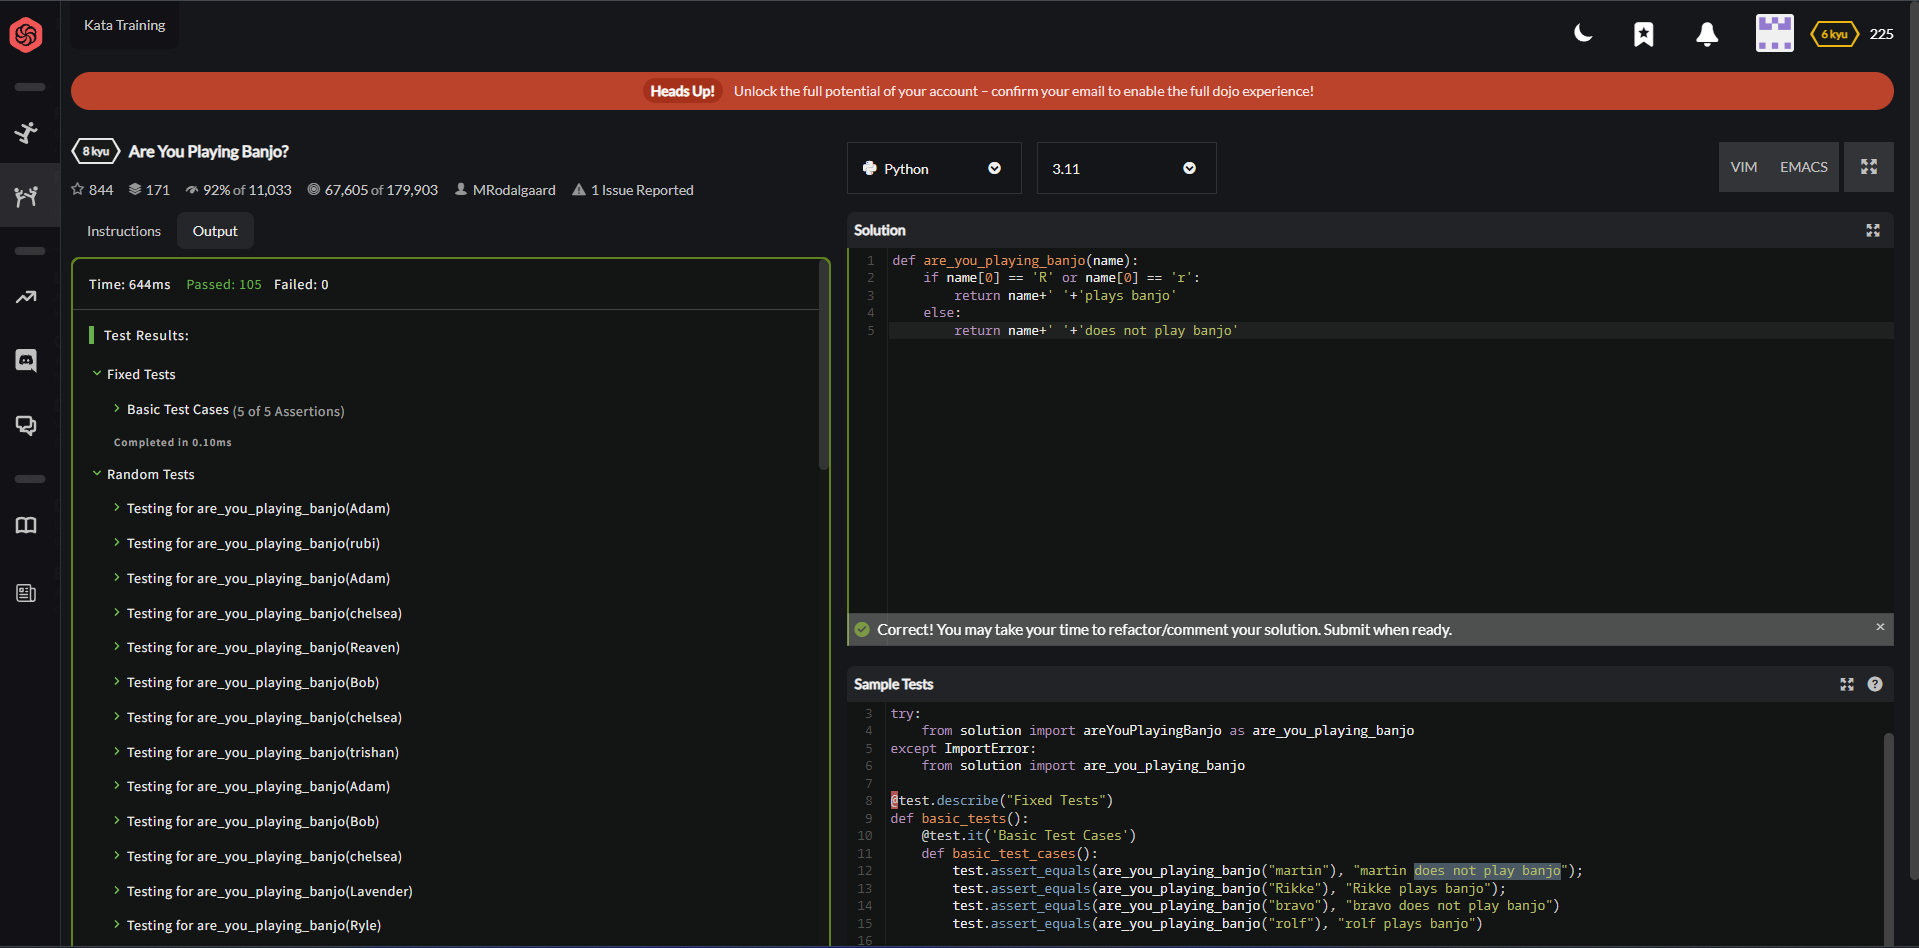 Kata Training
6 kyu 225
Heads Up! Unlock the full potential of your account – confirm your email to enable the full dojo experience!
8 kyu Are You Playing Banjo?
844 171 92% of 11,033 67,605 of 179,903 MRodalgaard 1 Issue Reported
Instructions Output
Time: 644ms Passed: 105 Failed: 0
Test Results:
Fixed Tests
Basic Test Cases (5 of 5 Assertions)
Completed in 0.10ms
Random Tests
Testing for are_you_playing_banjo(Adam)
Testing for are_you_playing_banjo(rubi)
Testing for are_you_playing_banjo(Adam)
Testing for are_you_playing_banjo(chelsea)
Testing for are_you_playing_banjo(Reaven)
Testing for are_you_playing_banjo(Bob)
Testing for are_you_playing_banjo(chelsea)
Testing for are_you_playing_banjo(trishan)
Testing for are_you_playing_banjo(Adam)
Testing for are_you_playing_banjo(Bob)
Testing for are_you_playing_banjo(chelsea)
Testing for are_you_playing_banjo(Lavender)
Testing for are_you_playing_banjo(Ryle)
Python 3.11 VIM EMACS
Solution
1 def are_you_playing_banjo(name):
2     if name[0] == 'R' or name[0] == 'r':
3         return name+' '+'plays banjo'
4     else:
5         return name+' '+'does not play banjo'
Correct! You may take your time to refactor/comment your solution. Submit when ready. ×
Sample Tests ?
3 try:
4     from solution import areYouPlayingBanjo as are_you_playing_banjo
5 except ImportError:
6     from solution import are_you_playing_banjo
7
8 @test.describe("Fixed Tests")
9 def basic_tests():
10     @test.it('Basic Test Cases')
11     def basic_test_cases():
12         test.assert_equals(are_you_playing_banjo("martin"), "martin does not play banjo");
13         test.assert_equals(are_you_playing_banjo("Rikke"), "Rikke plays banjo");
14         test.assert_equals(are_you_playing_banjo("bravo"), "bravo does not play banjo")
15         test.assert_equals(are_you_playing_banjo("rolf"), "rolf plays banjo")
16